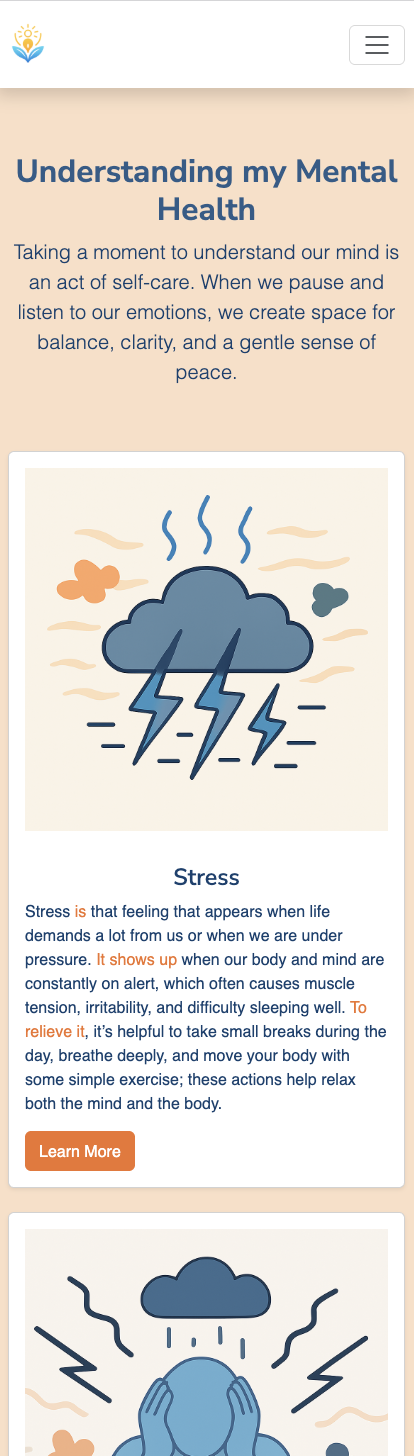 Understanding my Mental
Health
Taking a moment to understand our mind is
an act of self-care. When we pause and
listen to our emotions, we create space for
balance, clarity, and a gentle sense of
peace.
Stress
Stress is that feeling that appears when life
demands a lot from us or when we are under
pressure. It shows up when our body and mind are
constantly on alert, which often causes muscle
tension, irritability, and difficulty sleeping well. To
relieve it, it’s helpful to take small breaks during the
day, breathe deeply, and move your body with
some simple exercise; these actions help relax
both the mind and the body.
Learn More